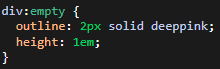 div:empty {
  outline: 2px solid deeppink;
  height: 1em;
}